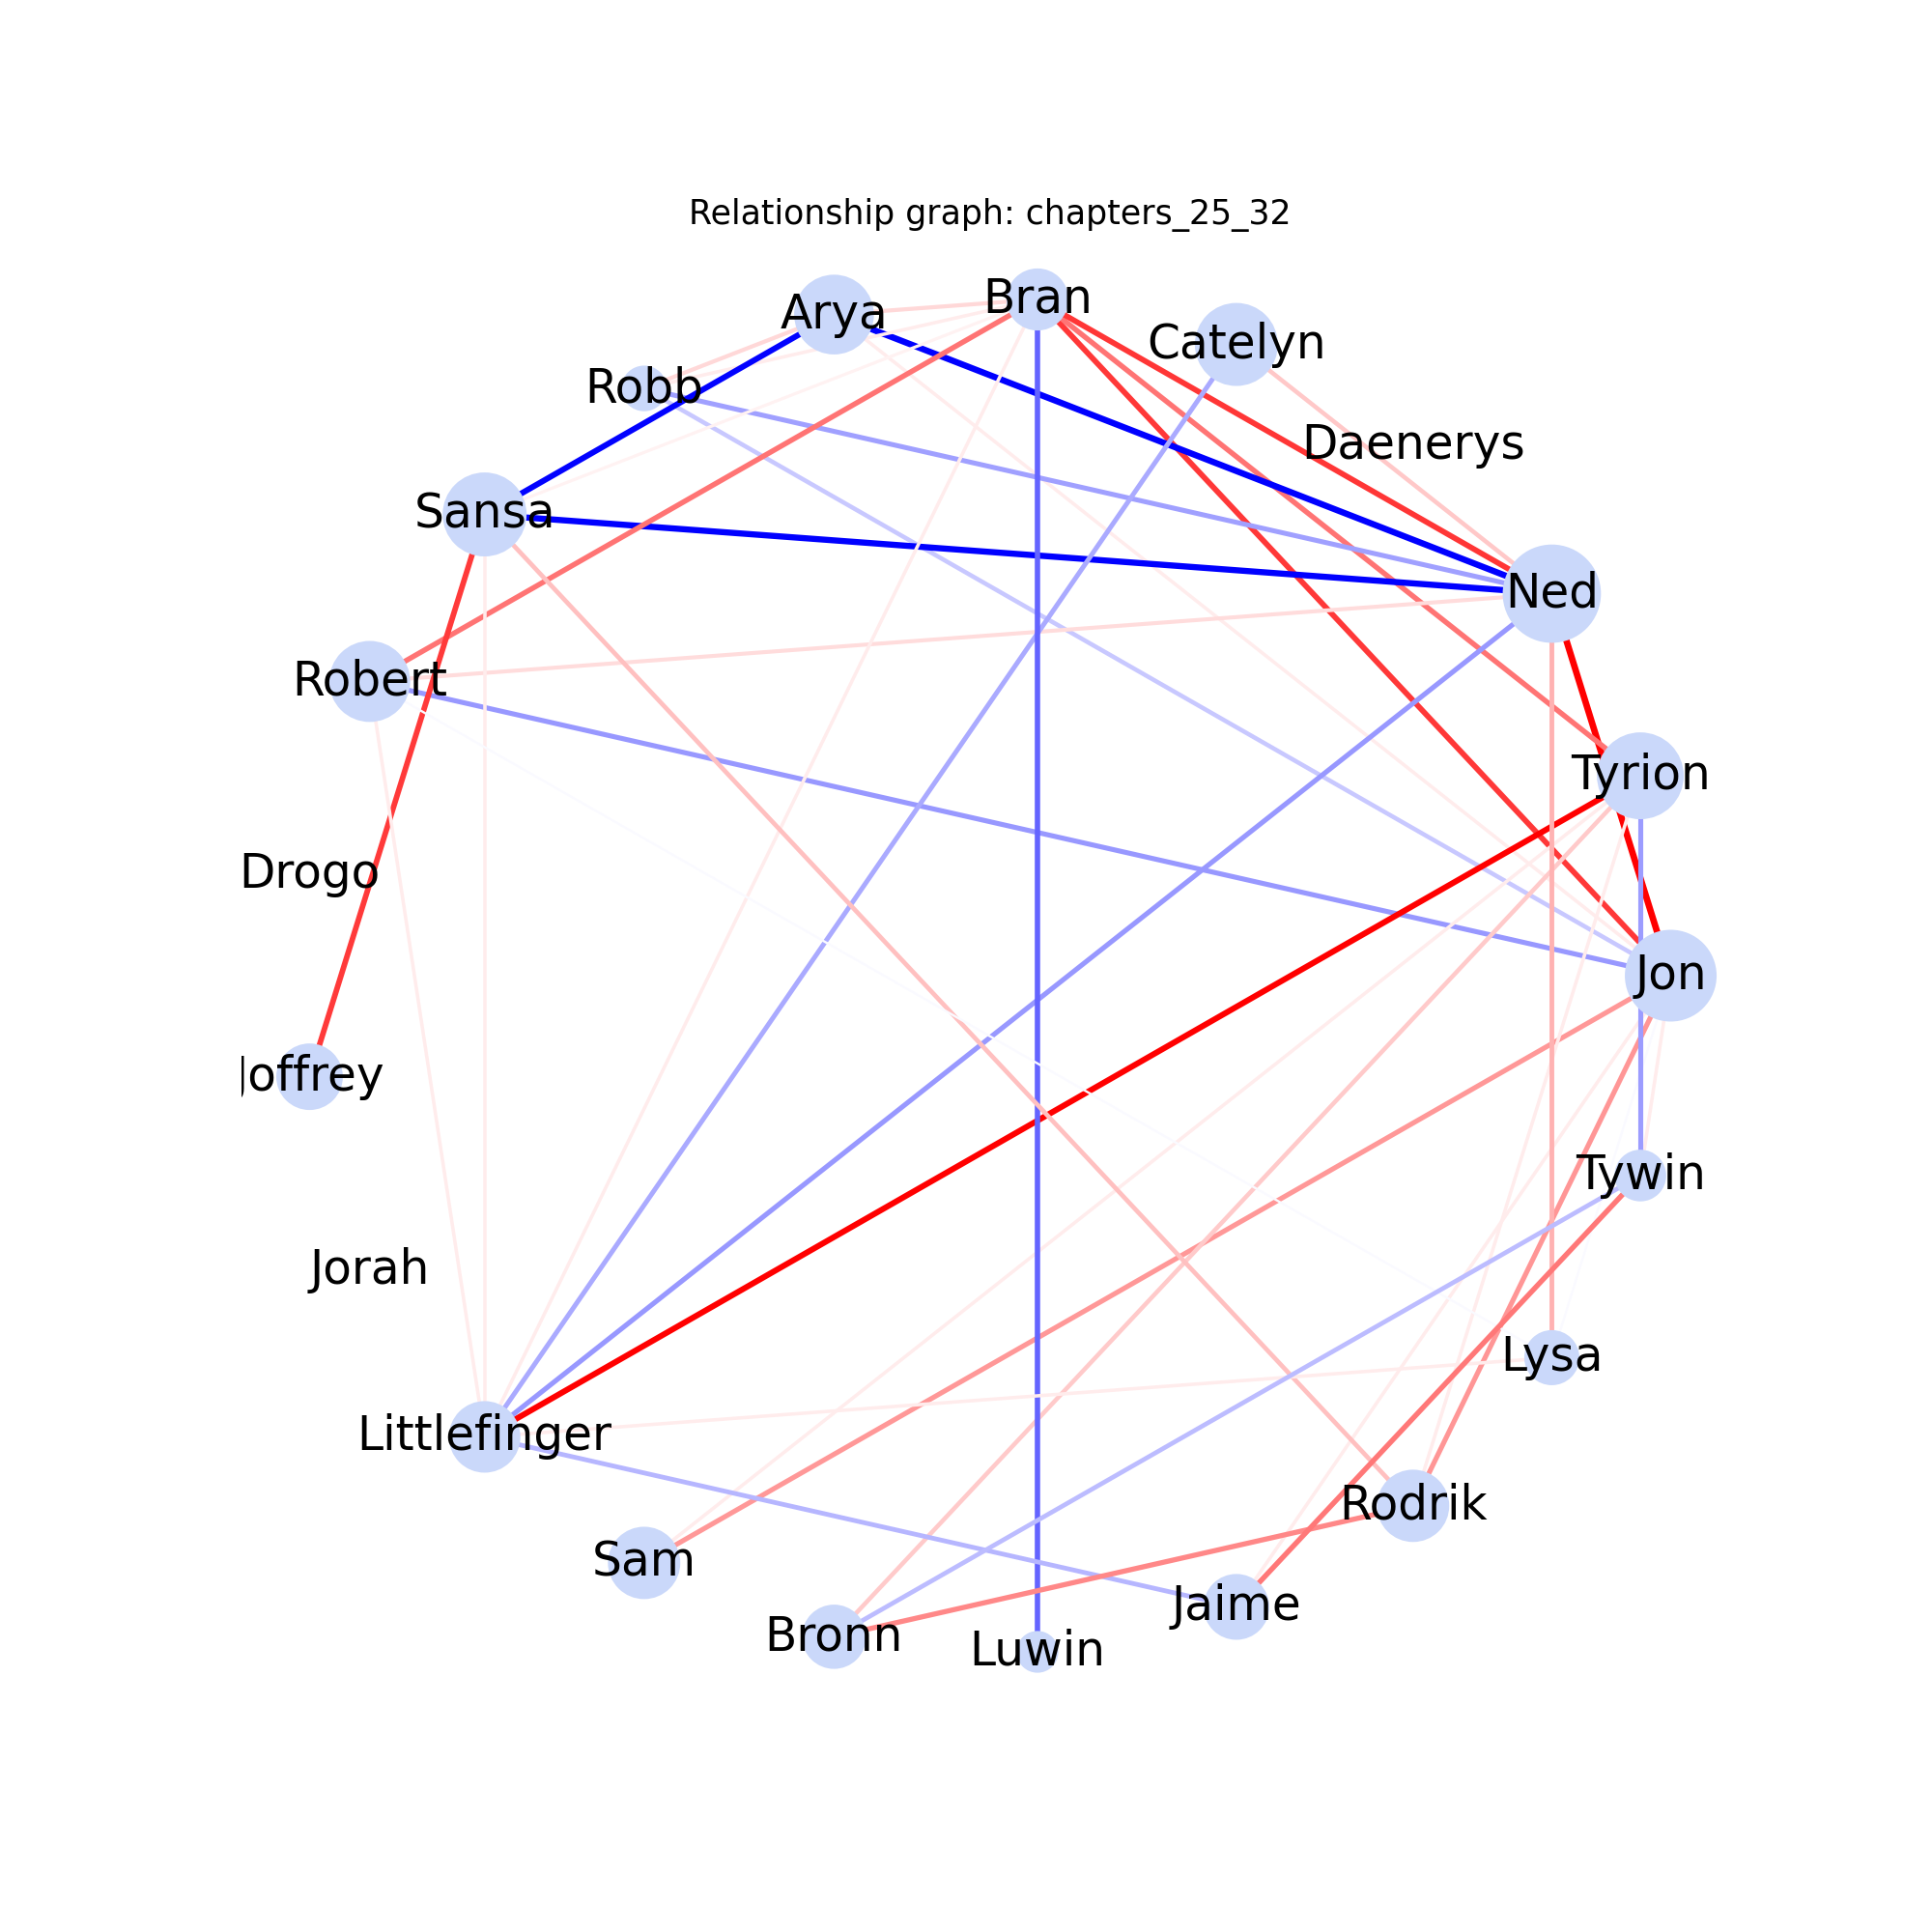 Relationship graph: chapters_25_32
Bran
Arya
Catelyn
Robb
Daenerys
Sansa
Ned
Robert
Tyrion
Drogo
Jon
Joffrey
Tywin
Jorah
Lysa
Littlefinger
Rodrik
Sam
Jaime
Bronn
Luwin